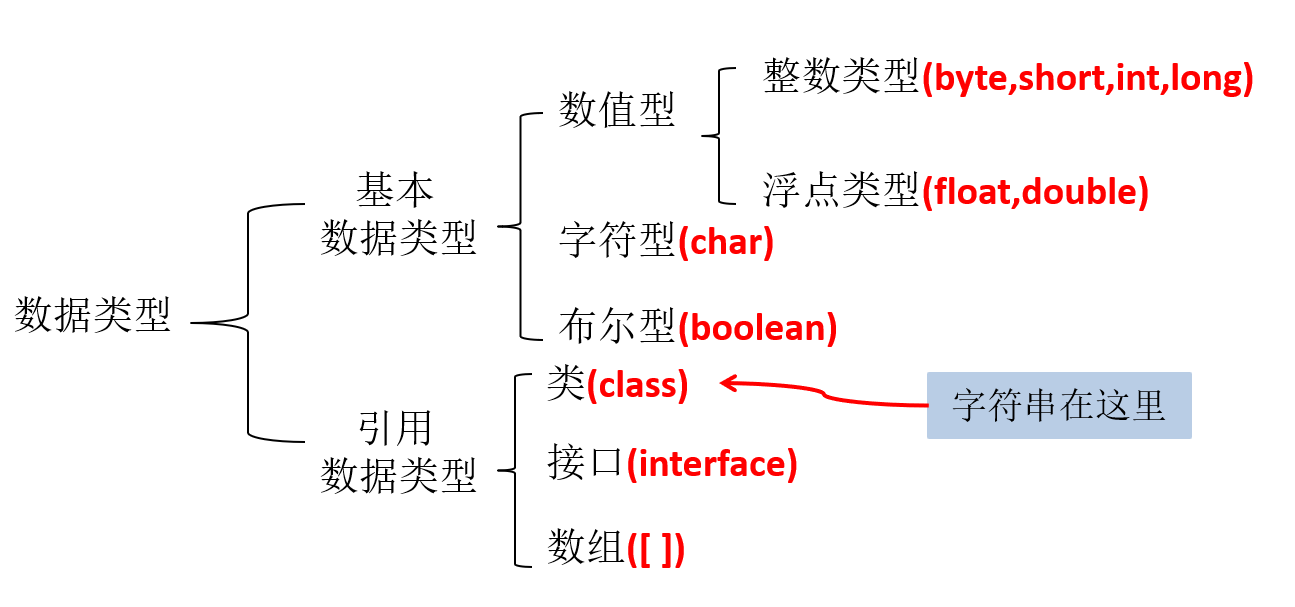 数据类型
基本
数据类型
数值型
整数类型(byte,short,int,long)
浮点类型(float,double)
字符型(char)
布尔型(boolean)
引用
数据类型
类(class)
字符串在这里
接口(interface)
数组([ ])